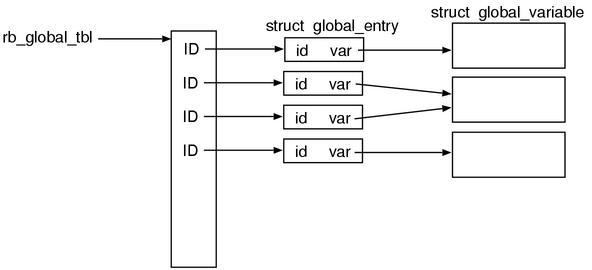 struct global_variable
struct global_entry
rb_global_tbl
ID id var
ID id var
ID id var
ID id var